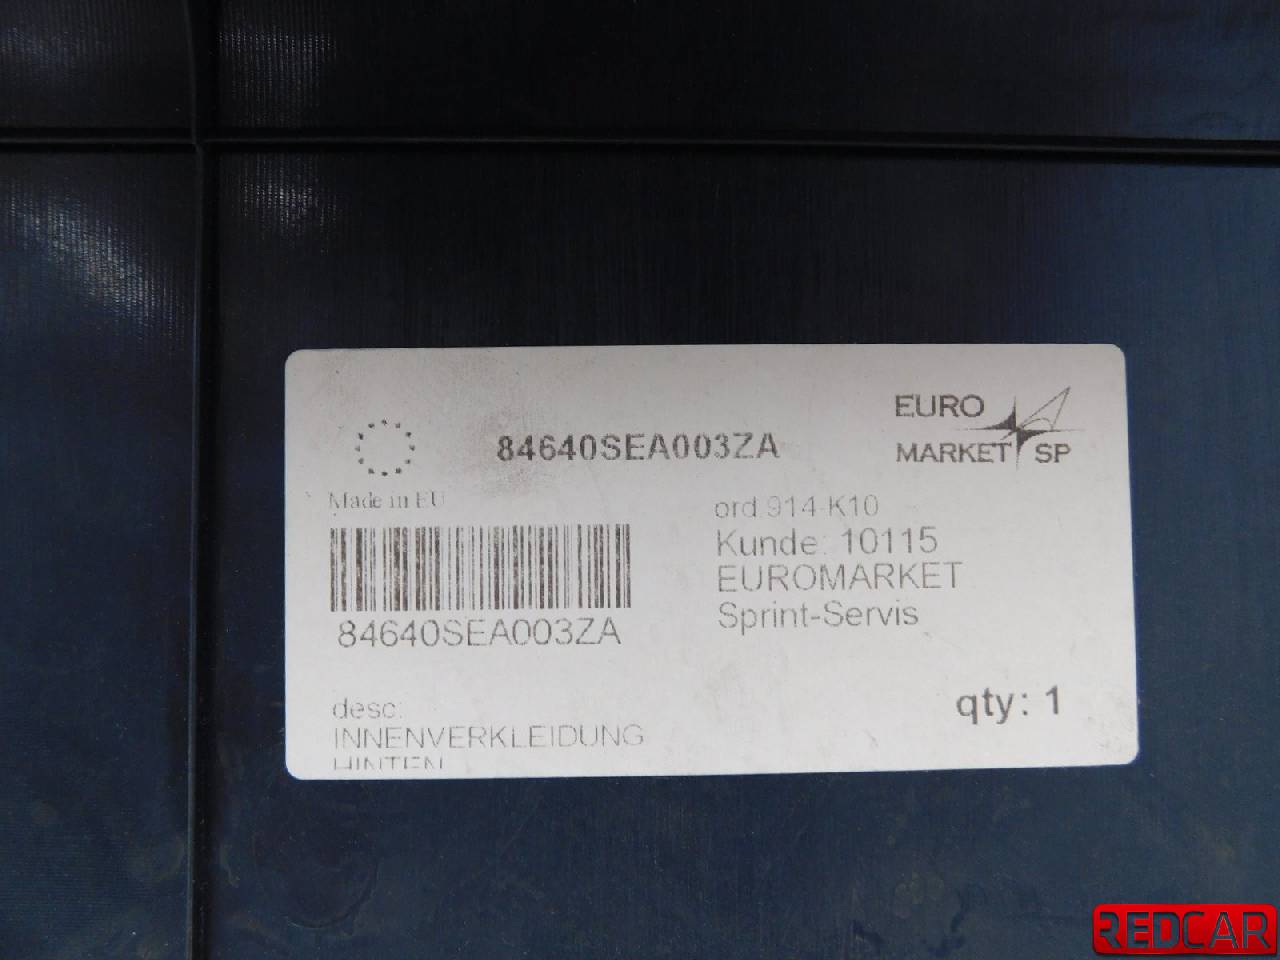 84640SEA003ZA
EURO
MARKET SP
Made in EU
ord 914-K10
Kunde: 10115
EUROMARKET
Sprint-Servis
84640SEA003ZA
qty: 1
desc:
INNENVERKLEIDUNG
HINTEN
REDCAR